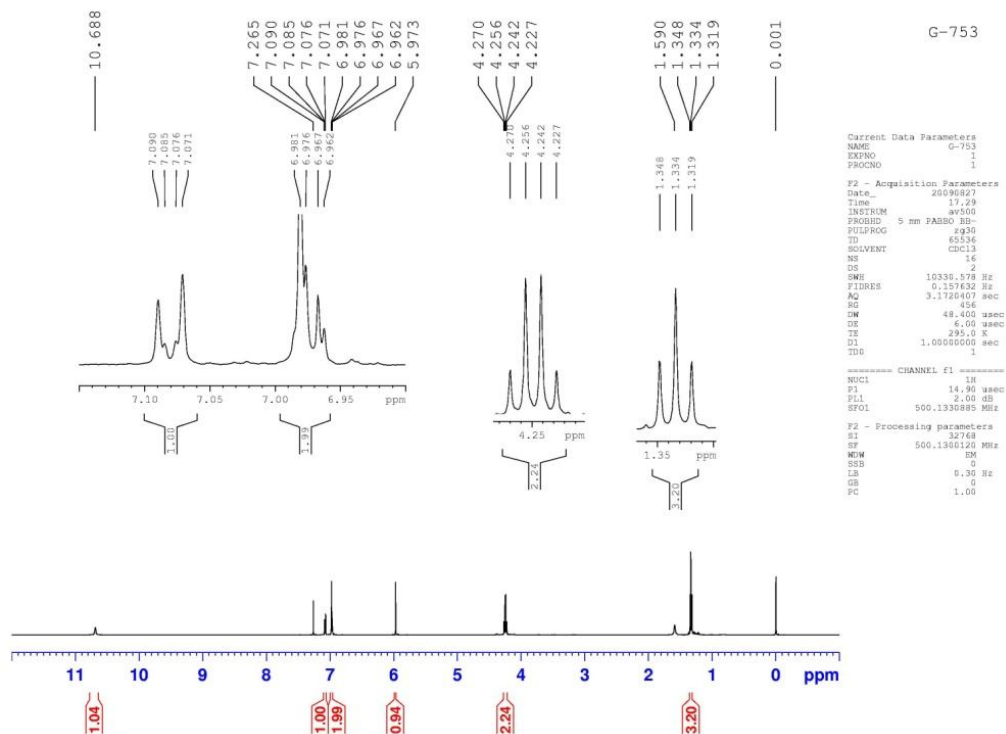 G-753
10.688
7.265
7.090
7.085
7.076
7.071
6.981
6.976
6.967
6.962
5.973
4.270
4.256
4.242
4.227
1.590
1.348
1.334
1.319
0.001
7.090
7.085
7.076
7.071
6.981
6.976
6.967
6.962
4.270
4.256
4.242
4.227
1.348
1.334
1.319
7.10 7.05 7.00 6.95 ppm
4.25 ppm
1.35 ppm
1.00
1.99
2.24
3.20
Current Data Parameters
NAME G-753
EXPNO 1
PROCNO 1
F2 - Acquisition Parameters
Date_ 20090827
Time 17.29
INSTRUM av500
PROBHD 5 mm PABBO BB-
PULPROG zg30
TD 65536
SOLVENT CDCl3
NS 16
DS 2
SWH 10330.578 Hz
FIDRES 0.157632 Hz
AQ 3.1720407 sec
RG 456
DW 48.400 usec
DE 6.00 usec
TE 295.0 K
D1 1.00000000 sec
TD0 1
======== CHANNEL f1 ========
NUC1 1H
P1 14.90 usec
PL1 2.00 dB
SFO1 500.1330885 MHz
F2 - Processing parameters
SI 32768
SF 500.1300120 MHz
WDW EM
SSB 0
LB 0.30 Hz
GB 0
PC 1.00
11 10 9 8 7 6 5 4 3 2 1 ppm
1.04
1.00
1.99
0.94
2.24
3.20